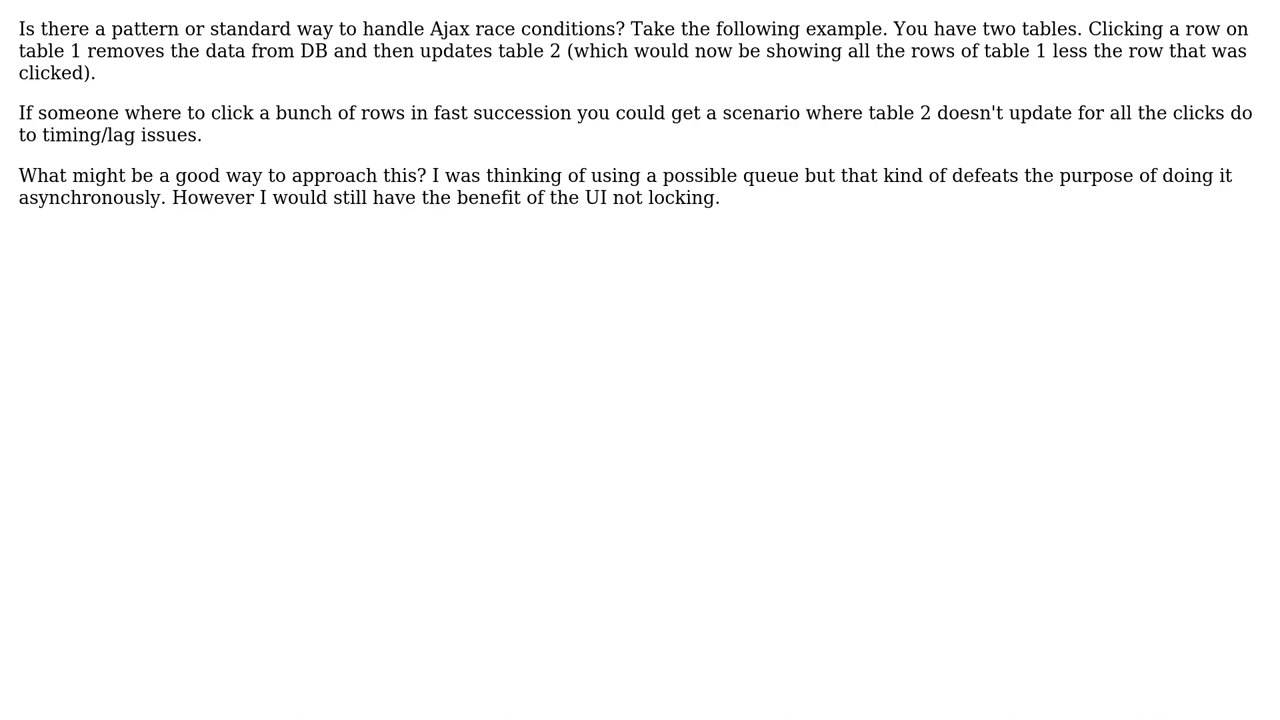 Is there a pattern or standard way to handle Ajax race conditions? Take the following example. You have two tables. Clicking a row on
table 1 removes the data from DB and then updates table 2 (which would now be showing all the rows of table 1 less the row that was
clicked).
If someone where to click a bunch of rows in fast succession you could get a scenario where table 2 doesn't update for all the clicks do
to timing/lag issues.
What might be a good way to approach this? I was thinking of using a possible queue but that kind of defeats the purpose of doing it
asynchronously. However I would still have the benefit of the UI not locking.